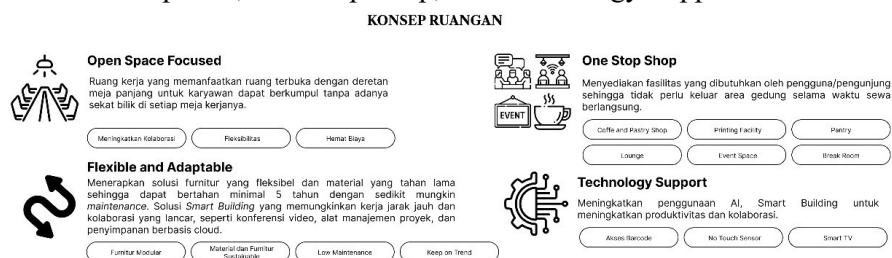 KONSEP RUANGAN
Open Space Focused
Ruang kerja yang memanfaatkan ruang terbuka dengan deretan
meja panjang untuk karyawan dapat berkumpul tanpa adanya
sekat bilik di setiap meja kerjanya.
Meningkatkan Kolaborasi
Fleksibilitas
Hemat Biaya
Flexible and Adaptable
Menerapkan solusi furnitur yang fleksibel dan material yang tahan lama
sehingga dapat bertahan minimal 5 tahun dengan sedikit mungkin
maintenance. Solusi Smart Building yang memungkinkan kerja jarak jauh dan
kolaborasi yang lancar, seperti konferensi video, alat manajemen proyek, dan
penyimpanan berbasis cloud.
Furnitur Modular
Material dan Furnitur
Sustainable
Low Maintenance
Keep on Trend
One Stop Shop
Menyediakan fasilitas yang dibutuhkan oleh pengguna/pengunjung
sehingga tidak perlu keluar area gedung selama waktu sewa
berlangsung.
EVENT
Coffe and Pastry Shop
Printing Facility
Pantry
Lounge
Event Space
Break Room
Technology Support
Meningkatkan penggunaan AI, Smart Building untuk
meningkatkan produktivitas dan kolaborasi.
Akses Barcode
No Touch Sensor
Smart TV